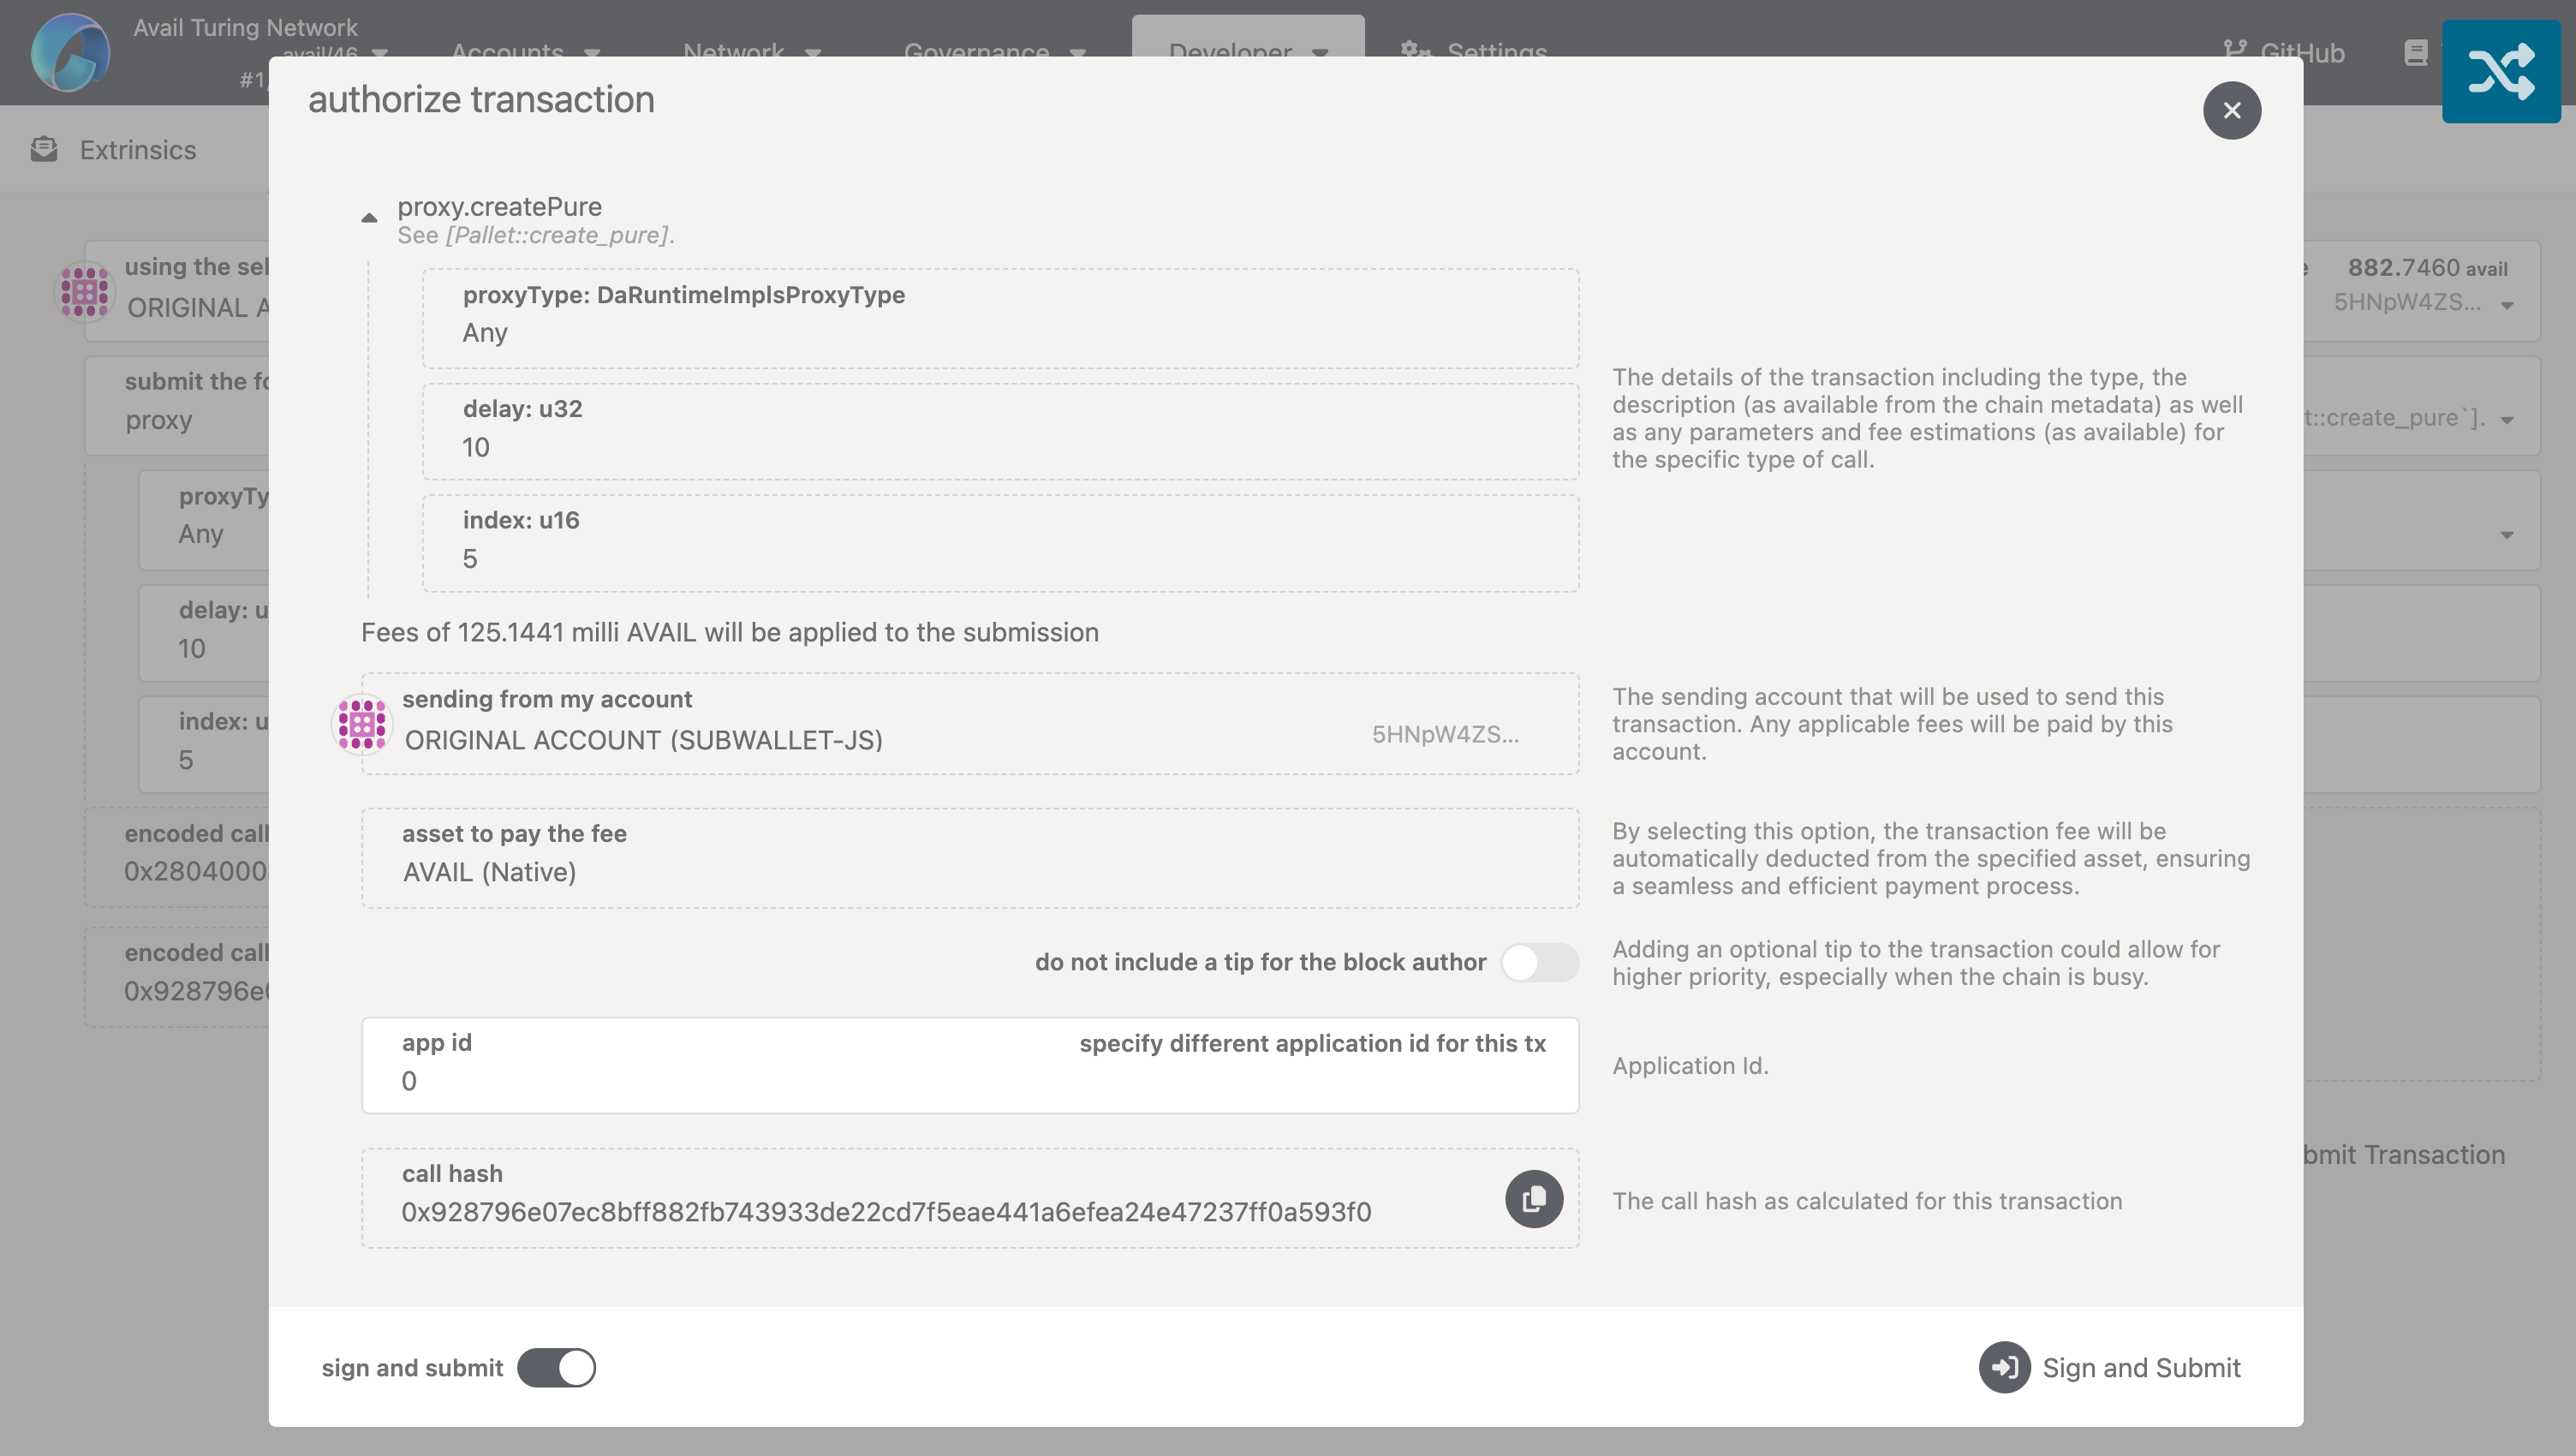 Avail Turing Network
avail/46
#1
Accounts
Network
Governance
Developer
Settings
GitHub
Extrinsics
authorize transaction
proxy.createPure
See [Pallet::create_pure].
proxyType: DaRuntimeImplsProxyType
Any
delay: u32
10
index: u16
5
The details of the transaction including the type, the
description (as available from the chain metadata) as well
as any parameters and fee estimations (as available) for
the specific type of call.
Fees of 125.1441 milli AVAIL will be applied to the submission
sending from my account
ORIGINAL ACCOUNT (SUBWALLET-JS)
5HNpW4ZS...
The sending account that will be used to send this
transaction. Any applicable fees will be paid by this
account.
asset to pay the fee
AVAIL (Native)
By selecting this option, the transaction fee will be
automatically deducted from the specified asset, ensuring
a seamless and efficient payment process.
do not include a tip for the block author
Adding an optional tip to the transaction could allow for
higher priority, especially when the chain is busy.
app id
specify different application id for this tx
0
Application Id.
call hash
0x928796e07ec8bff882fb743933de22cd7f5eae441a6efea24e47237ff0a593f0
The call hash as calculated for this transaction
sign and submit
Sign and Submit
using the sel
ORIGINAL A
882.7460 avail
5HNpW4ZS...
submit the fo
proxy
t::create_pure`].
proxyTy
Any
delay: u
10
index: u
5
encoded call
0x2804000
encoded call
0x928796e0
bmit Transaction